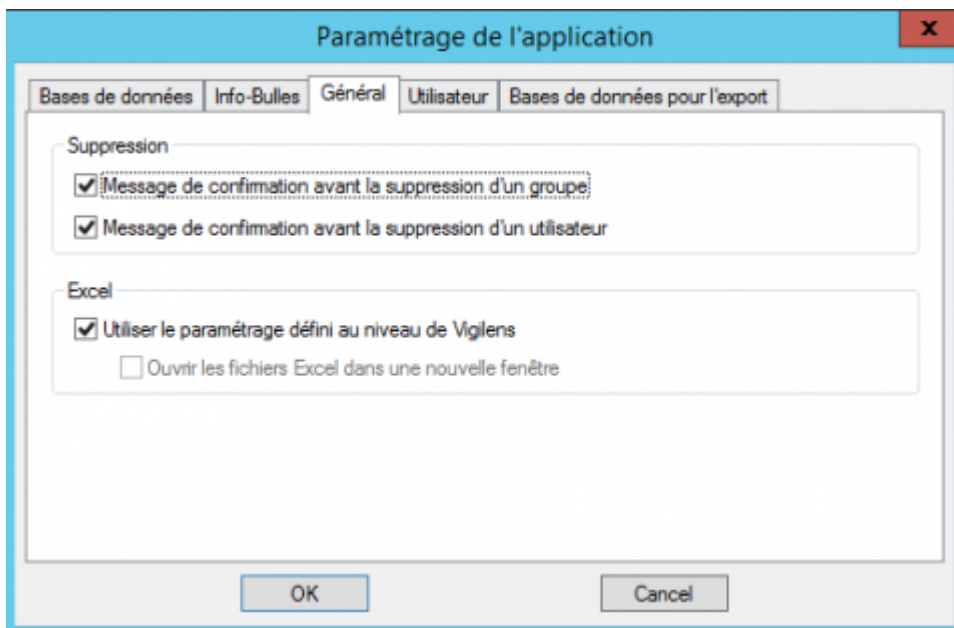 Paramétrage de l'application
x
Bases de données Info-Bulles Général Utilisateur Bases de données pour l'export
Suppression
Message de confirmation avant la suppression d'un groupe
Message de confirmation avant la suppression d'un utilisateur
Excel
Utiliser le paramétrage défini au niveau de Vigilens
Ouvrir les fichiers Excel dans une nouvelle fenêtre
OK Cancel